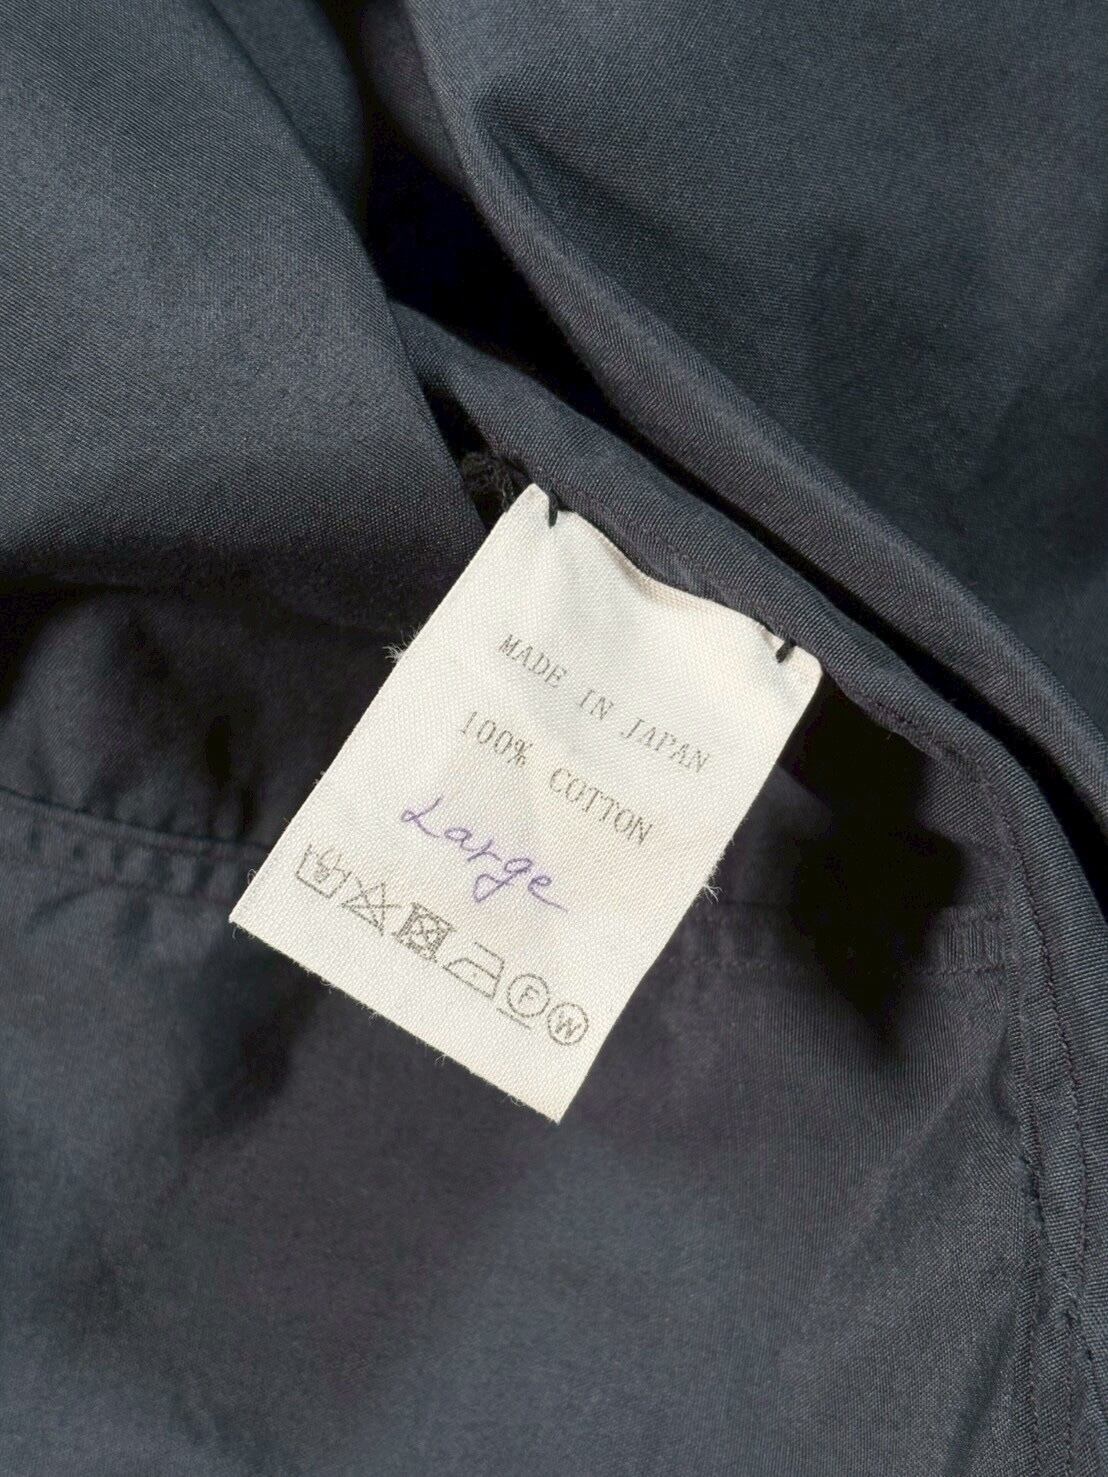 MADE IN JAPAN
100% COTTON
Large
F W